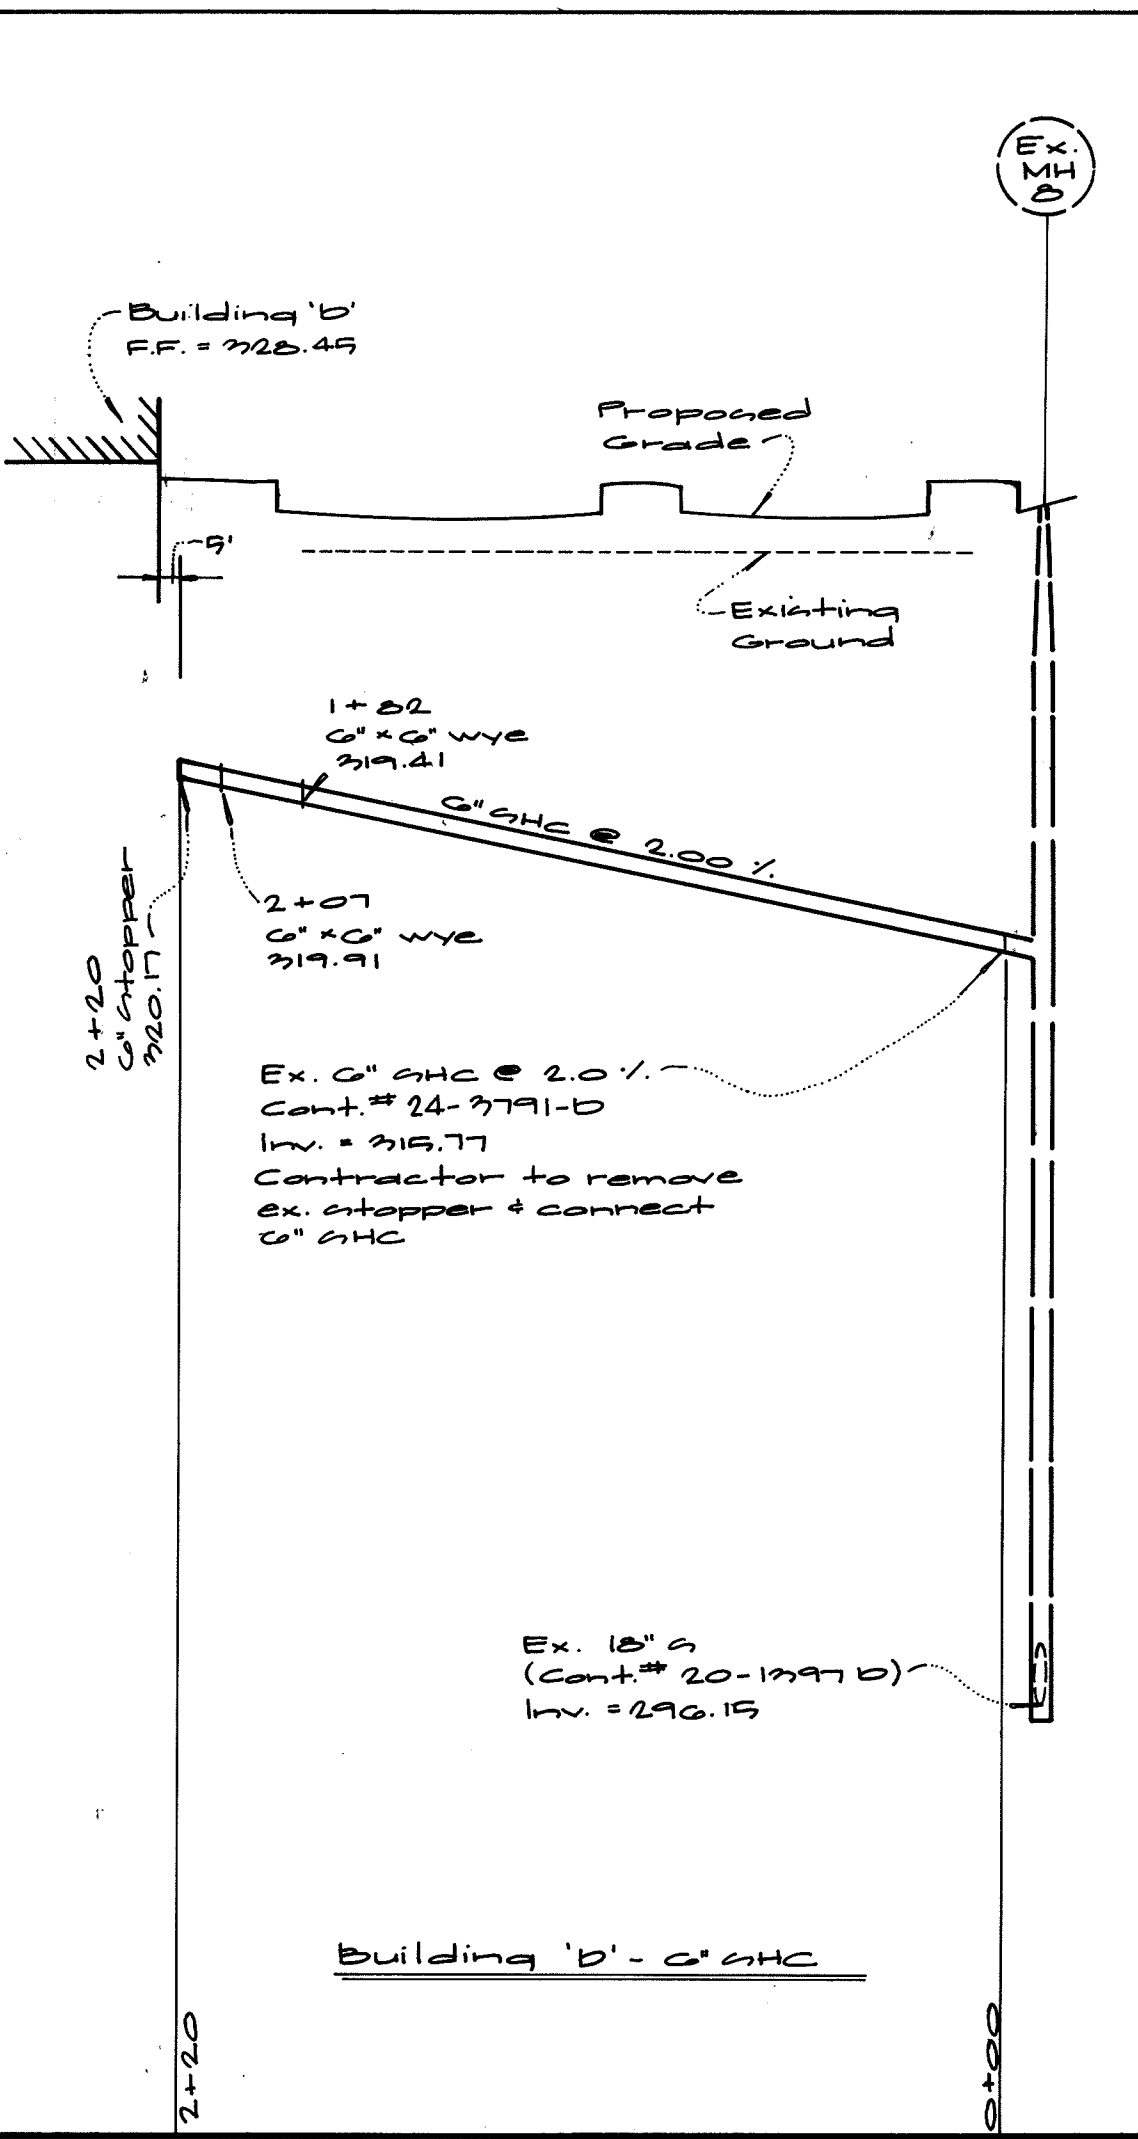 Ex.
MH
8
Building 'D'
F.F. = 328.45
Proposed
Grade
5'
Existing
Ground
1+82
6" x 6" wye
319.41
6" SHC @ 2.00 %
2+07
6" x 6" wye
319.91
2+20
6" stopper
320.17
Ex. 6" SHC @ 2.0 %
Cont.# 24-3791-D
Inv. = 315.77
Contractor to remove
ex. stopper & connect
6" SHC
Ex. 18" S
(Cont.# 20-1397 D)
Inv. = 296.15
Building 'D' - 6" SHC
2+20
0+00